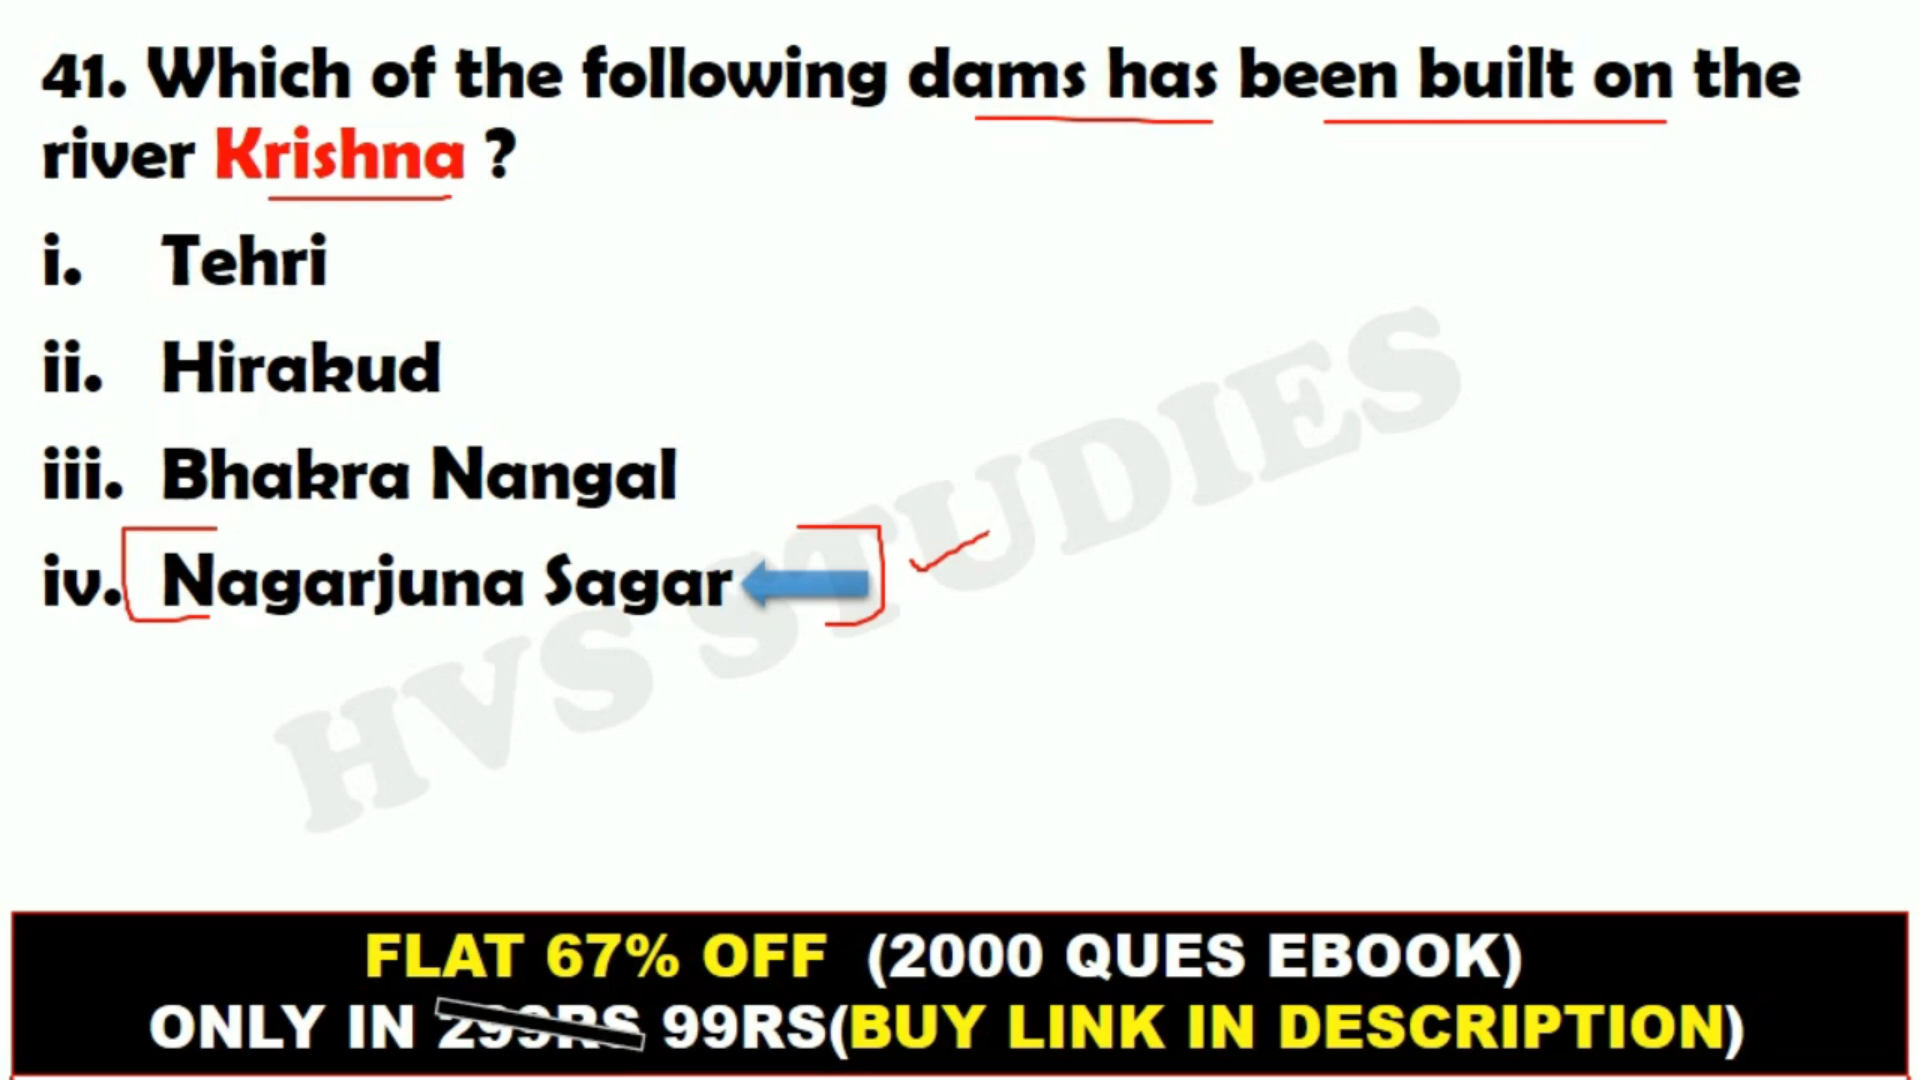 41. Which of the following dams has been built on the
river Krishna ?
i. Tehri
ii. Hirakud
iii. Bhakra Nangal
iv. Nagarjuna Sagar
HVS STUDIES
FLAT 67% OFF (2000 QUES EBOOK)
ONLY IN 299RS 99RS(BUY LINK IN DESCRIPTION)